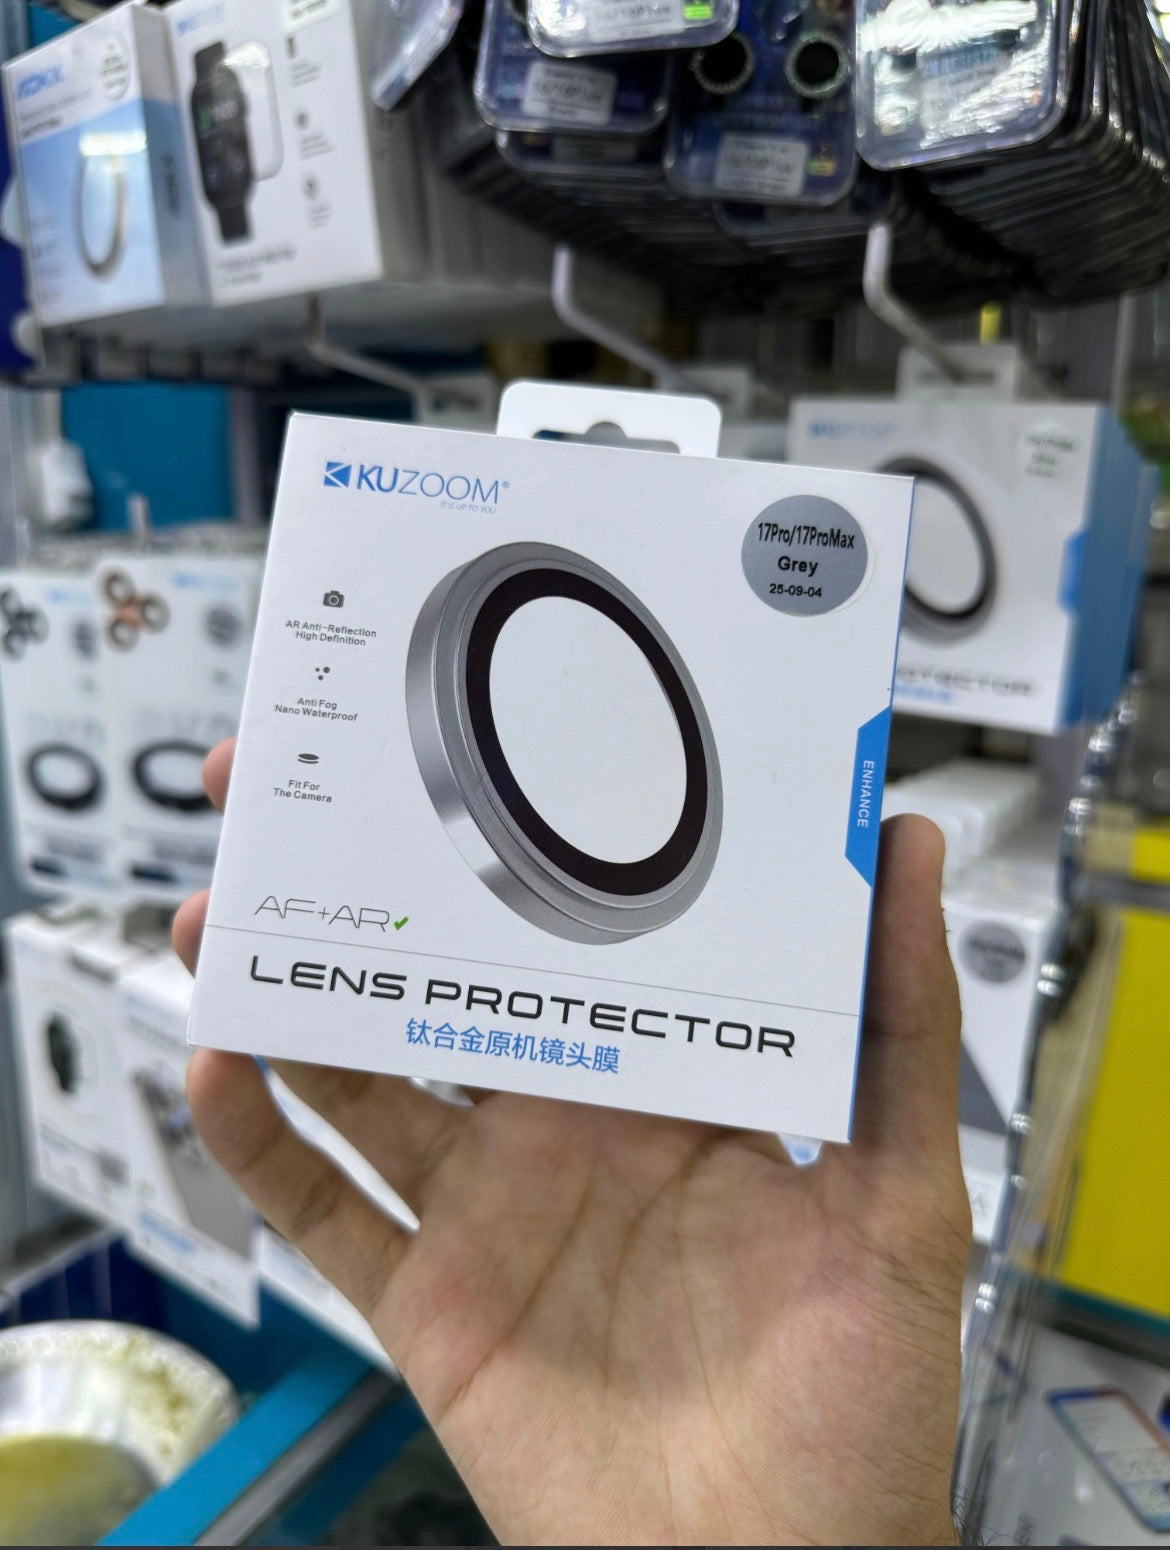 KUZOOM®
IT IS UP TO YOU
17Pro/17ProMax
Grey
25-09-04
AR Anti-Reflection
High Definition
Anti Fog
Nano Waterproof
Fit For
The Camera
ENHANCE
AF+AR
LENS PROTECTOR
钛合金原机镜头膜